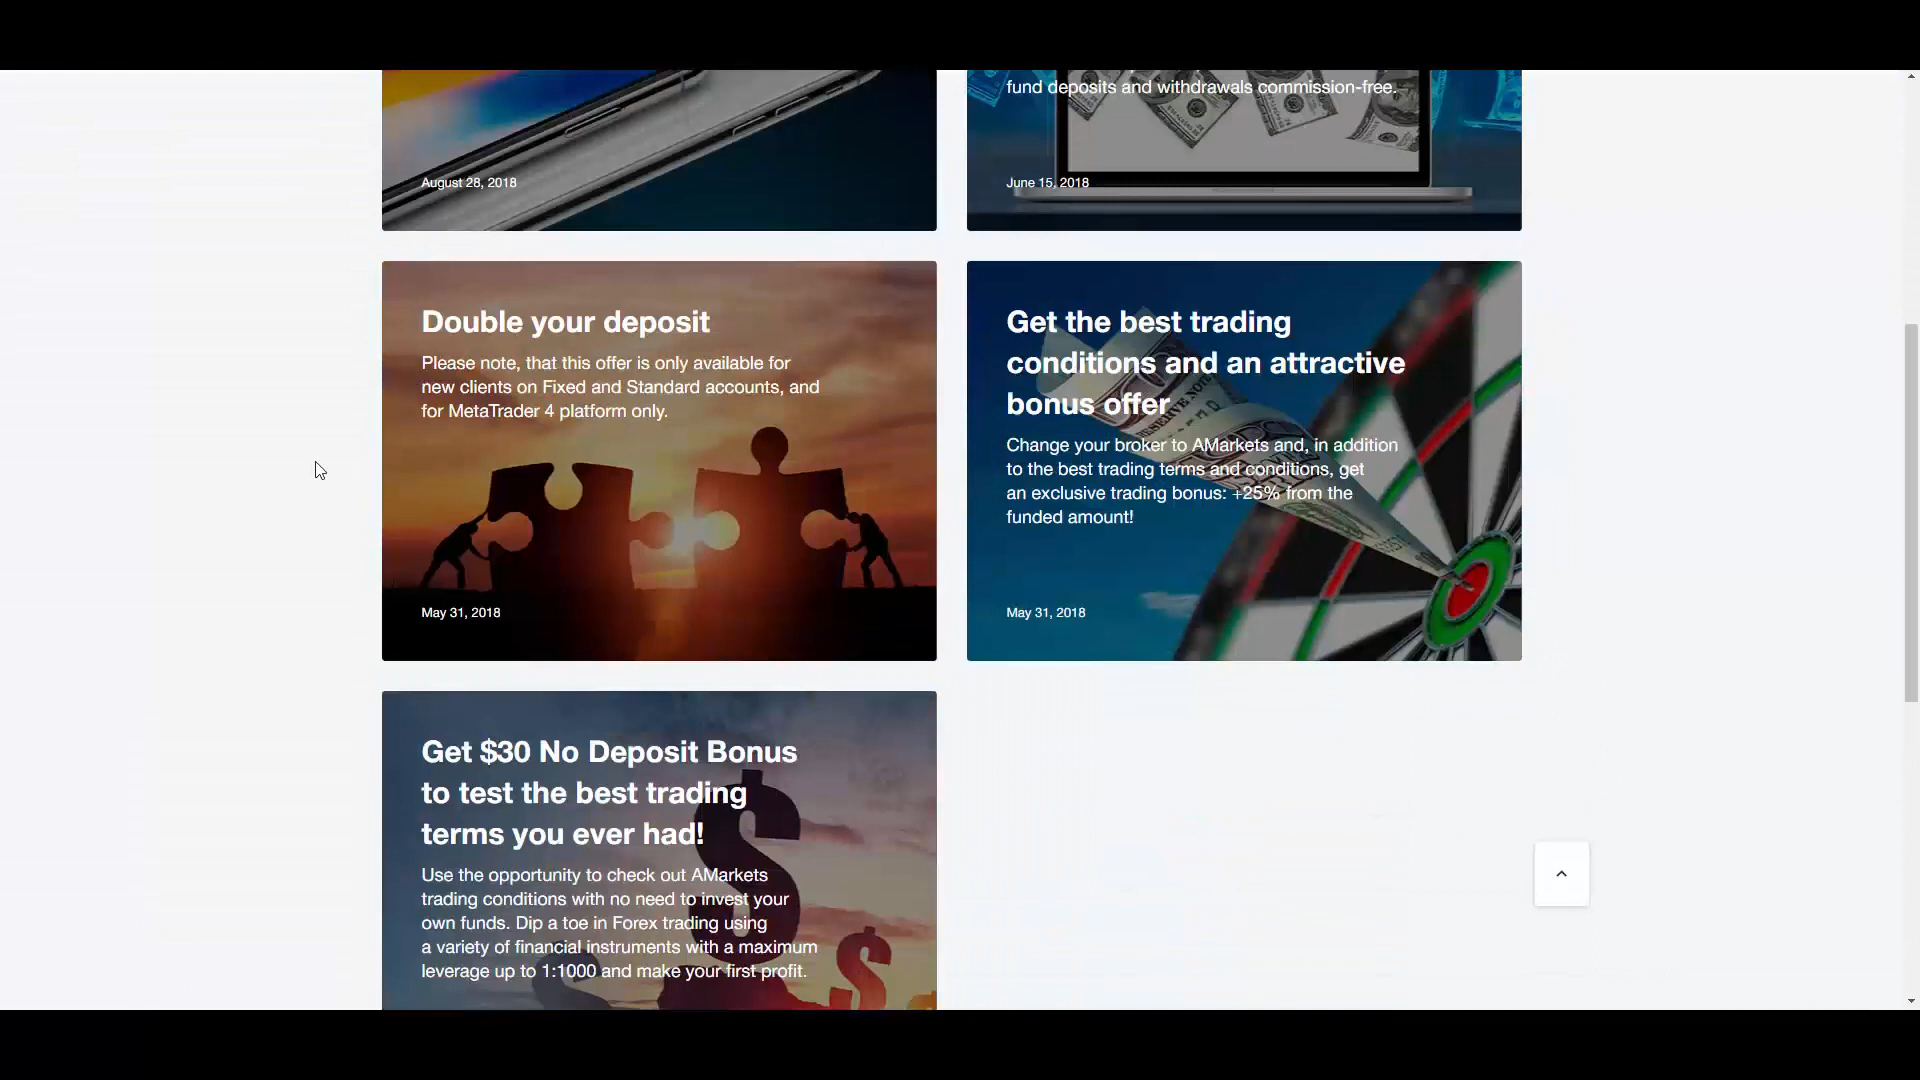 fund deposits and withdrawals commission-free.
August 28, 2018
June 15, 2018
Double your deposit
Please note, that this offer is only available for
new clients on Fixed and Standard accounts, and
for MetaTrader 4 platform only.
May 31, 2018
Get the best trading
conditions and an attractive
bonus offer
Change your broker to AMarkets and, in addition
to the best trading terms and conditions, get
an exclusive trading bonus: +25% from the
funded amount!
May 31, 2018
Get $30 No Deposit Bonus
to test the best trading
terms you ever had!
Use the opportunity to check out AMarkets
trading conditions with no need to invest your
own funds. Dip a toe in Forex trading using
a variety of financial instruments with a maximum
leverage up to 1:1000 and make your first profit.